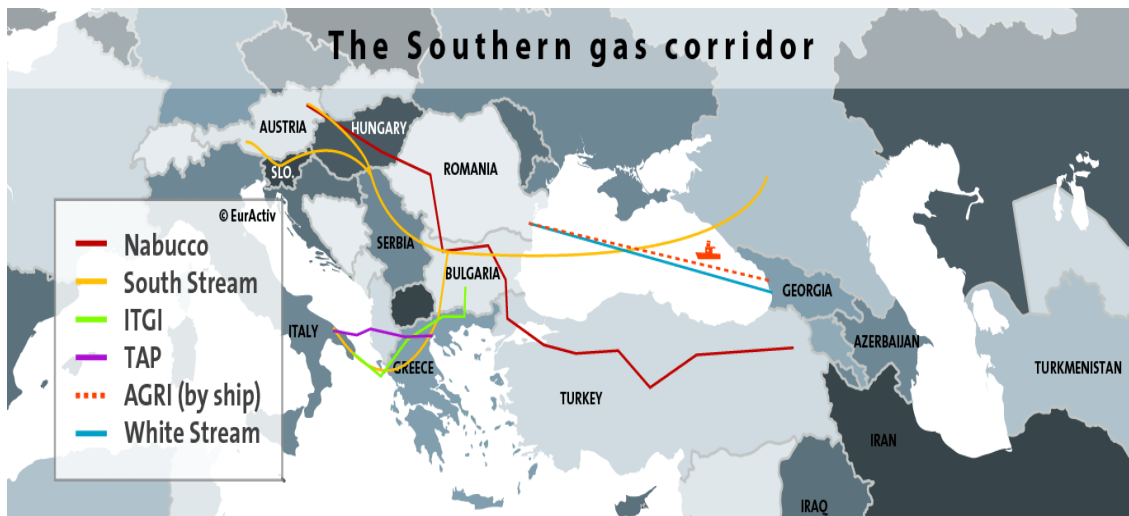 The Southern gas corridor
AUSTRIA
HUNGARY
SLO.
ROMANIA
© EurActiv
SERBIA
BULGARIA
ITALY
GREECE
TURKEY
GEORGIA
AZERBAIJAN
TURKMENISTAN
IRAN
IRAQ
Nabucco
South Stream
ITGI
TAP
AGRI (by ship)
White Stream